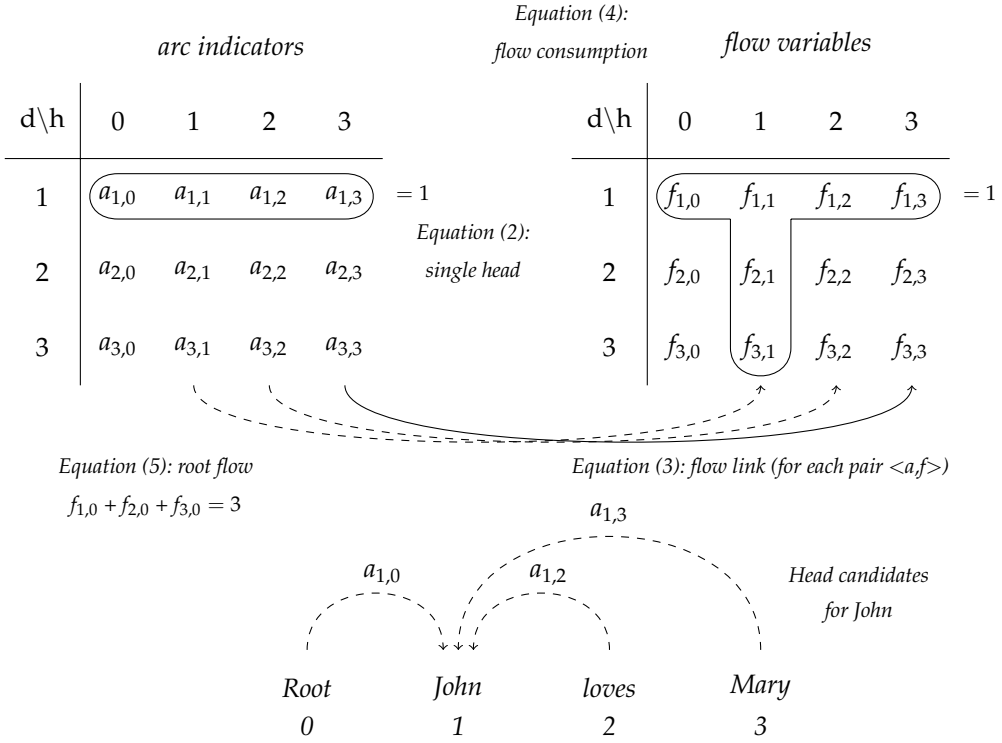 Equation (4):
arc indicators
flow consumption
flow variables
d\h 0 1 2 3
d\h 0 1 2 3
1 a1,0 a1,1 a1,2 a1,3 = 1
1 f1,0 f1,1 f1,2 f1,3 = 1
Equation (2):
single head
2 a2,0 a2,1 a2,2 a2,3
2 f2,0 f2,1 f2,2 f2,3
3 a3,0 a3,1 a3,2 a3,3
3 f3,0 f3,1 f3,2 f3,3
Equation (5): root flow
f1,0 + f2,0 + f3,0 = 3
Equation (3): flow link (for each pair <a,f>)
a1,3
a1,0
a1,2
Head candidates
for John
Root John loves Mary
0 1 2 3